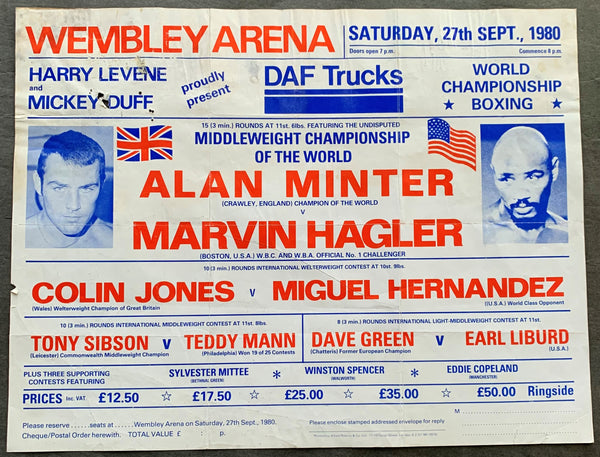 WEMBLEY ARENA
SATURDAY, 27th SEPT., 1980
Doors open 7 p.m. Commence 8 p.m.
HARRY LEVENE
and
MICKEY DUFF
proudly
present
DAF Trucks
WORLD
CHAMPIONSHIP
★ BOXING ★
15 (3 min.) ROUNDS AT 11st. 6lbs. FEATURING THE UNDISPUTED
MIDDLEWEIGHT CHAMPIONSHIP
OF THE WORLD
ALAN MINTER
(CRAWLEY, ENGLAND) CHAMPION OF THE WORLD
V
MARVIN HAGLER
(BOSTON, U.S.A.) W.B.C. AND W.B.A. OFFICIAL No. 1 CHALLENGER
10 (3 min.) ROUNDS INTERNATIONAL WELTERWEIGHT CONTEST AT 10st. 9lbs.
COLIN JONES v MIGUEL HERNANDEZ
(Wales) Welterweight Champion of Great Britain (U.S.A.) World Class Opponent
10 (3 min.) ROUNDS INTERNATIONAL MIDDLEWEIGHT CONTEST AT 11st. 8lbs.
TONY SIBSON v TEDDY MANN
(Leicester) Commonwealth Middleweight Champion (Philadelphia) Won 19 of 25 Contests
8 (3 min.) ROUNDS INTERNATIONAL LIGHT-MIDDLEWEIGHT CONTEST AT 11st.
DAVE GREEN v EARL LIBURD
(Chatteris) Former European Champion (U.S.A.)
PLUS THREE SUPPORTING
CONTESTS FEATURING
SYLVESTER MITTEE
(BETHNAL GREEN)
* WINSTON SPENCER *
(WALWORTH)
EDDIE COPELAND
(MANCHESTER)
PRICES Inc. VAT £12.50 ☆ £17.50 ☆ £25.00 ☆ £35.00 ☆ £50.00 Ringside
M
Please reserve ...... seats at ...... Wembley Arena on Saturday, 27th Sept., 1980.
Cheque/Postal Order herewith. TOTAL VALUE £ : p.
Please enclose stamped addressed envelope for reply